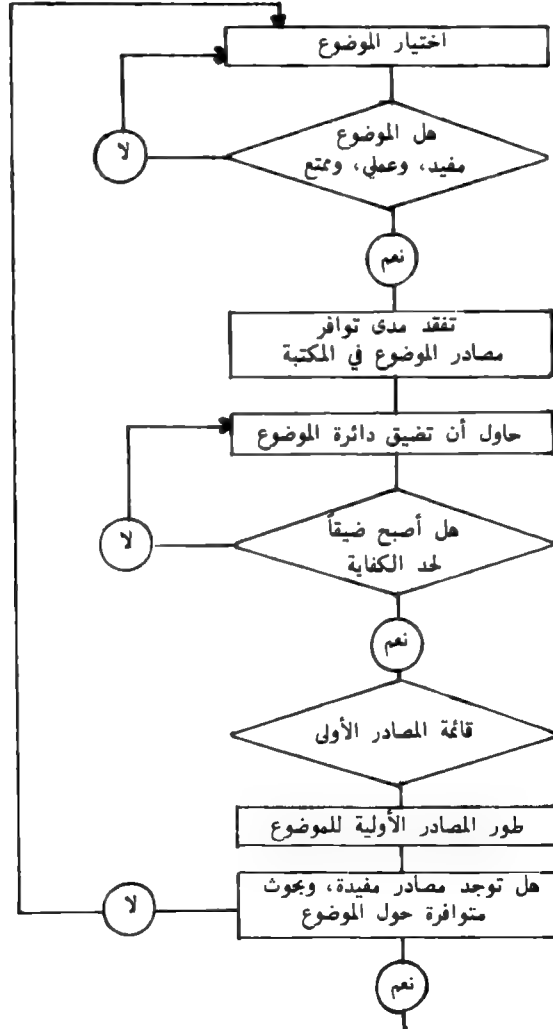 اختيار الموضوع
هل الموضوع
مفيد، وعملي، وممتع
لا
نعم
تفقد مدى توافر
مصادر الموضوع في المكتبة
حاول أن تضيق دائرة الموضوع
هل أصبح ضيقاً
لحد الكفاية
لا
نعم
قائمة المصادر الأولى
طور المصادر الأولية للموضوع
هل توجد مصادر مفيدة، وبحوث
متوافرة حول الموضوع
لا
نعم